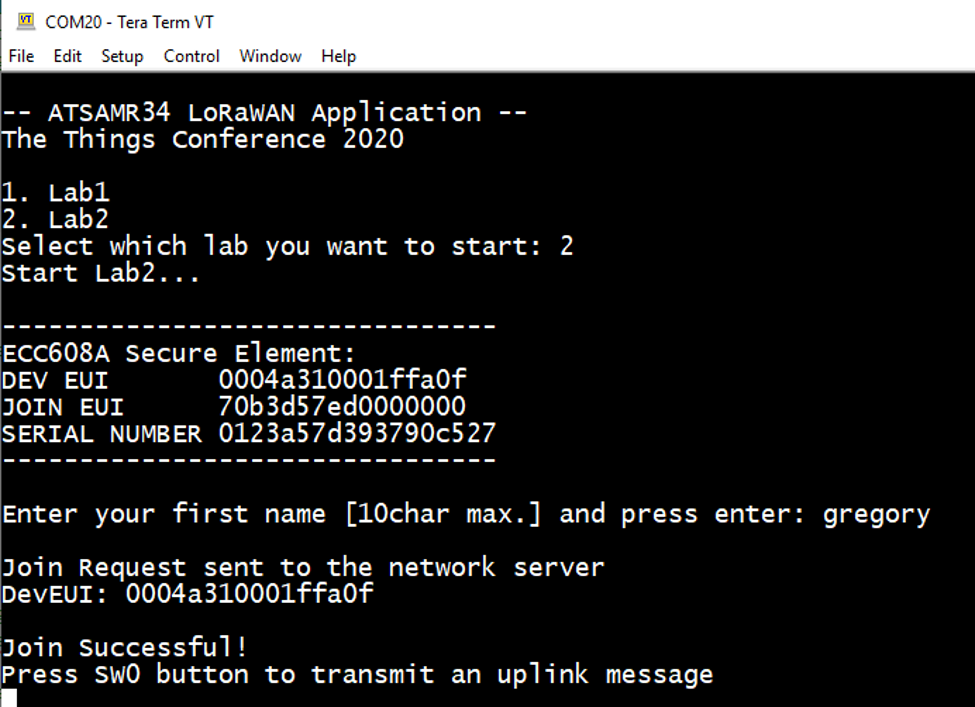 VT
COM20 - Tera Term VT
File Edit Setup Control Window Help
-- ATSAMR34 LoRaWAN Application --
The Things Conference 2020
1. Lab1
2. Lab2
Select which lab you want to start: 2
Start Lab2...
--------------------------------
ECC608A Secure Element:
DEV EUI       0004a310001ffa0f
JOIN EUI      70b3d57ed0000000
SERIAL NUMBER 0123a57d393790c527
--------------------------------
Enter your first name [10char max.] and press enter: gregory
Join Request sent to the network server
DevEUI: 0004a310001ffa0f
Join Successful!
Press SW0 button to transmit an uplink message